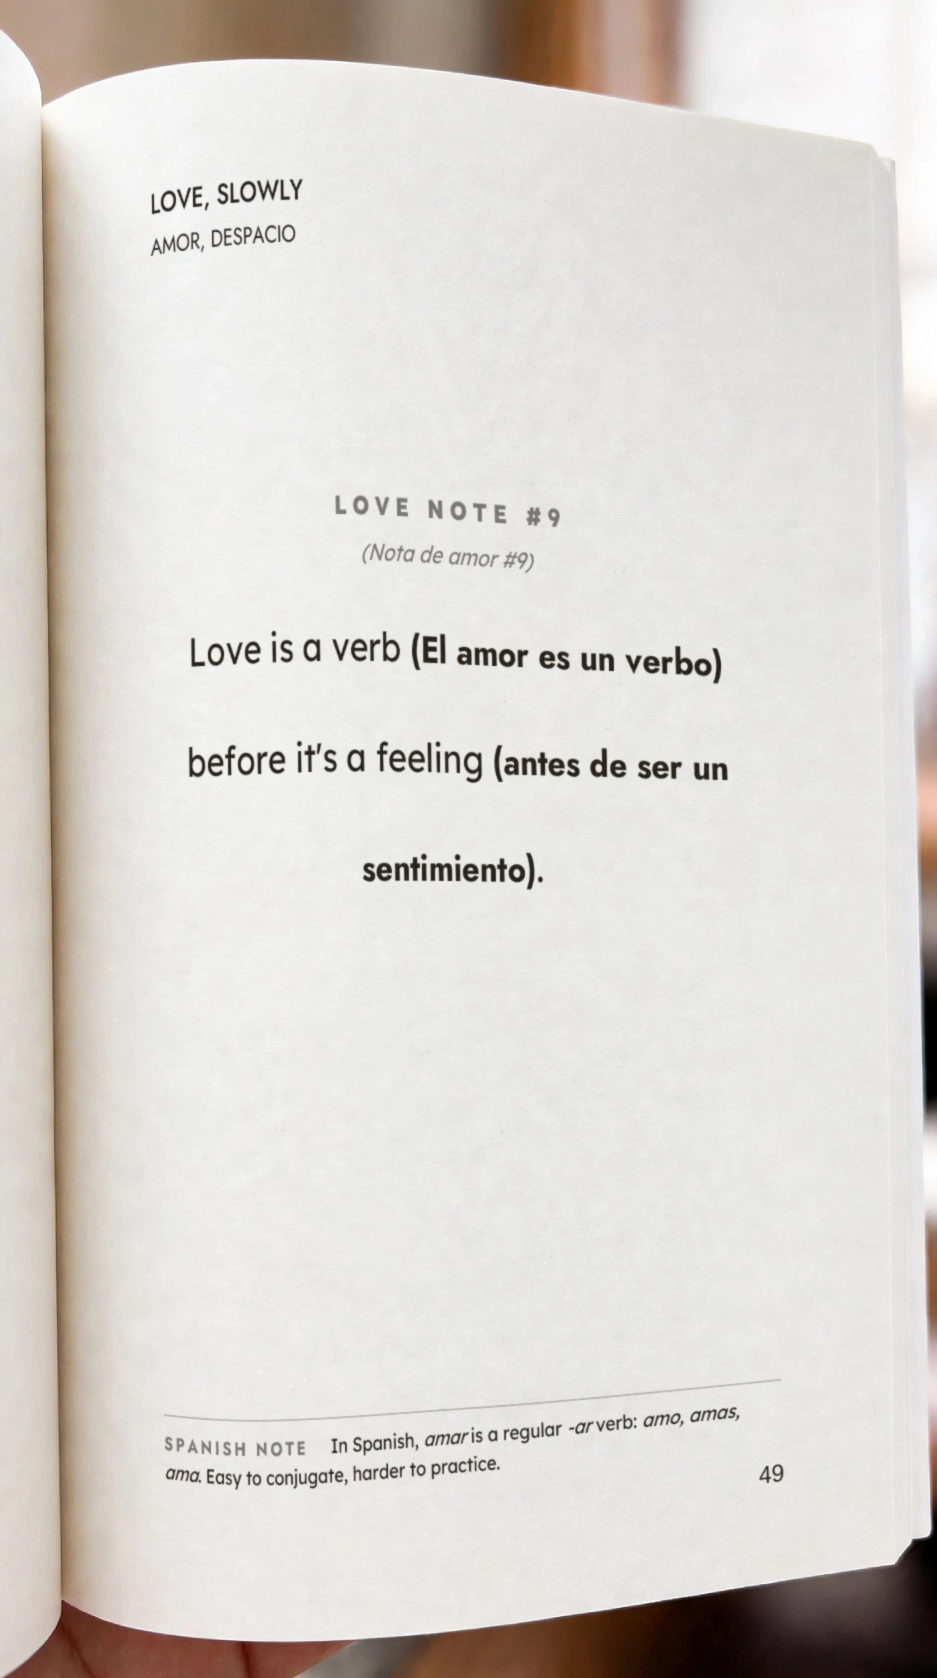 LOVE, SLOWLY
AMOR, DESPACIO
LOVE NOTE #9
(Nota de amor #9)
Love is a verb (El amor es un verbo)
before it's a feeling (antes de ser un
sentimiento).
SPANISH NOTE In Spanish, amar is a regular -ar verb: amo, amas,
ama. Easy to conjugate, harder to practice.
49